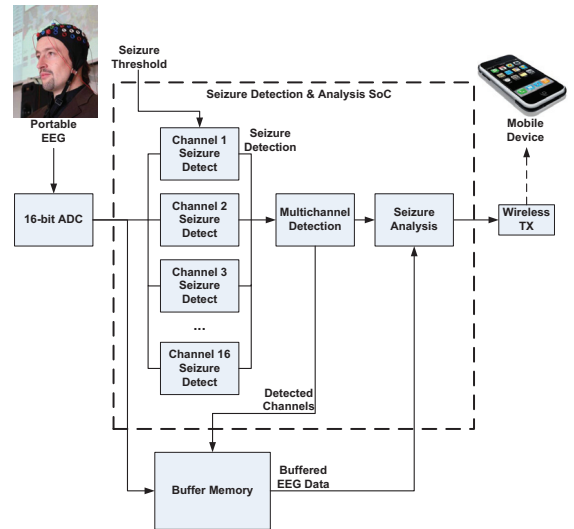 Seizure
Threshold
Seizure Detection & Analysis SoC
Portable
EEG
Mobile
Device
Channel 1
Seizure
Detect
Seizure
Detection
16-bit ADC
Channel 2
Seizure
Detect
Multichannel
Detection
Seizure
Analysis
Wireless
TX
Channel 3
Seizure
Detect
...
Channel 16
Seizure
Detect
Detected
Channels
Buffer Memory
Buffered
EEG Data